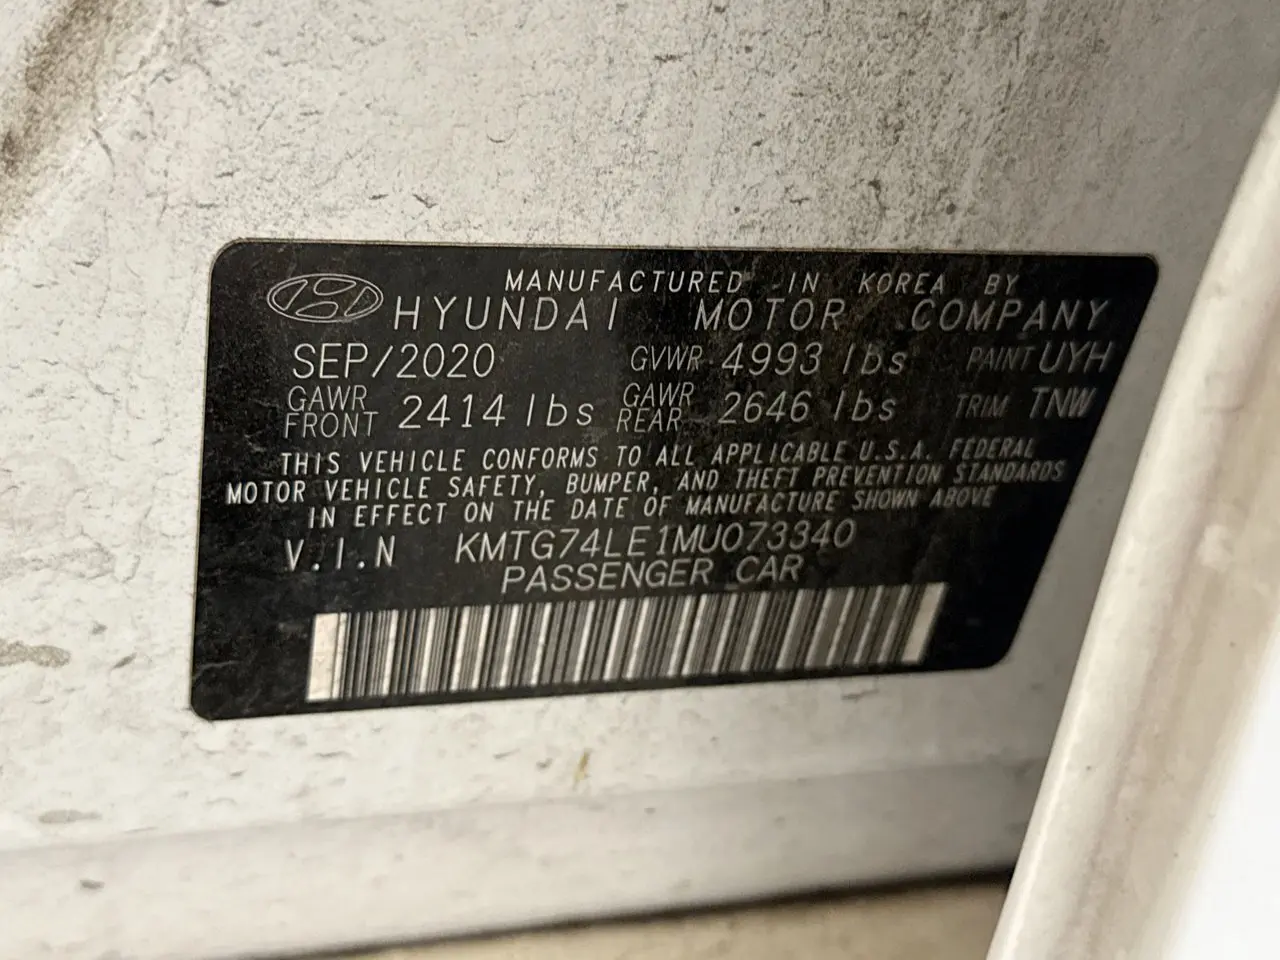 MANUFACTURED IN KOREA BY
HYUNDAI MOTOR COMPANY
SEP/2020 GVWR 4993 lbs PAINT UYH
GAWR FRONT 2414 lbs GAWR REAR 2646 lbs TRIM TNW
THIS VEHICLE CONFORMS TO ALL APPLICABLE U.S.A. FEDERAL
MOTOR VEHICLE SAFETY, BUMPER, AND THEFT PREVENTION STANDARDS
IN EFFECT ON THE DATE OF MANUFACTURE SHOWN ABOVE
V.I.N KMTG74LE1MU073340
PASSENGER CAR